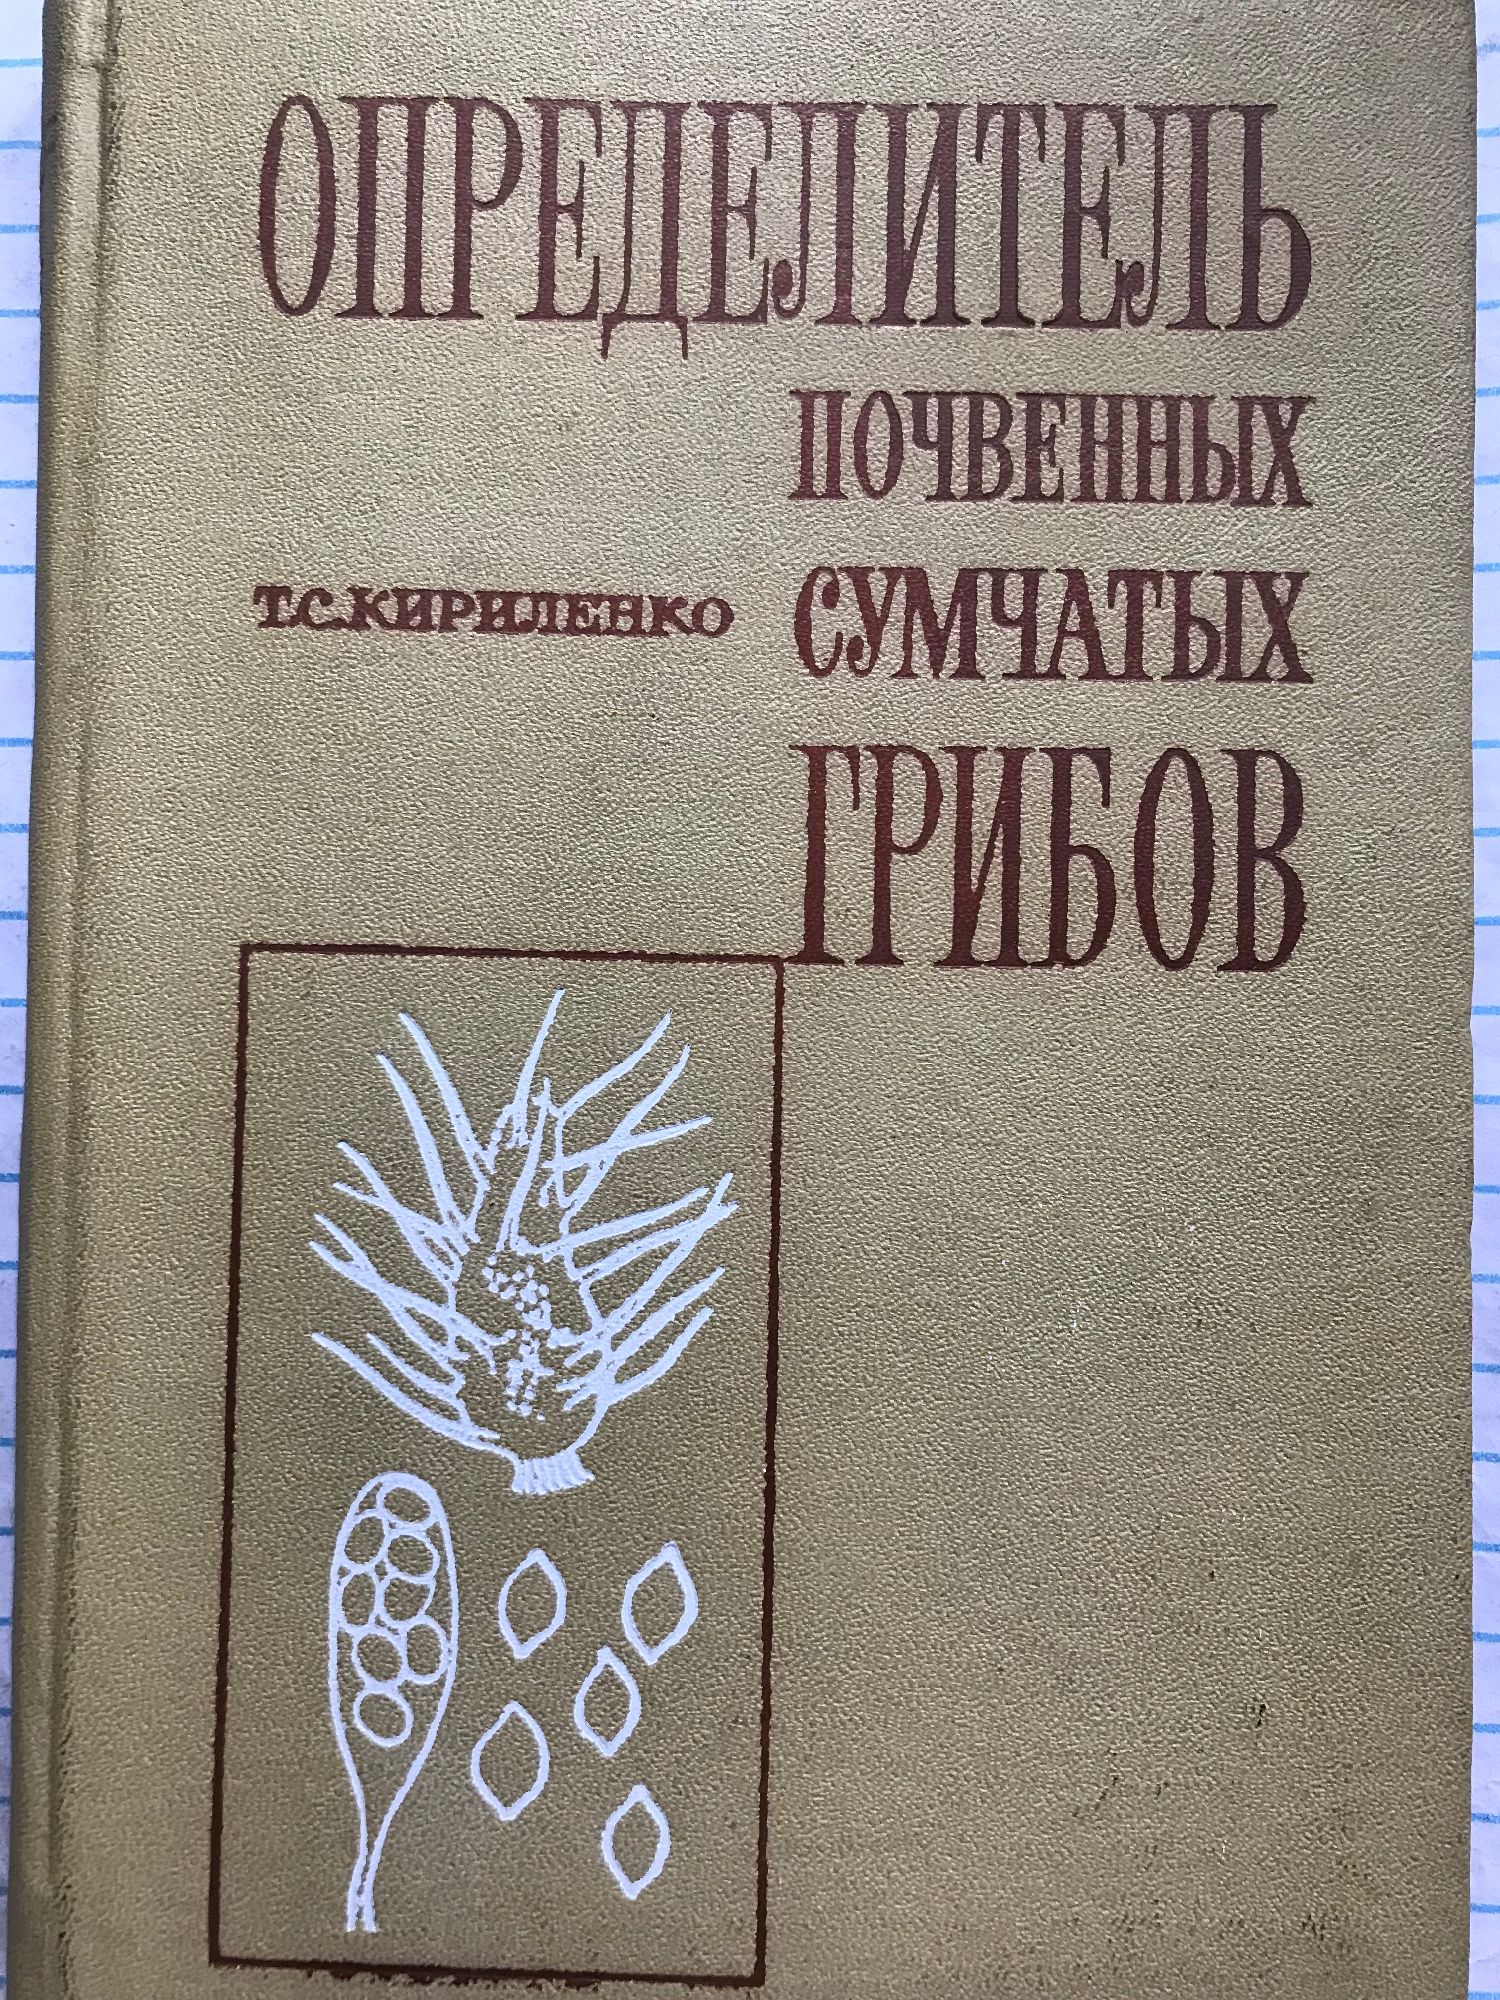 ОПРЕДЕЛИТЕЛЬ
ПОЧВЕННЫХ
Т.С.КИРИЛЕНКО
СУМЧАТЫХ
ГРИБОВ